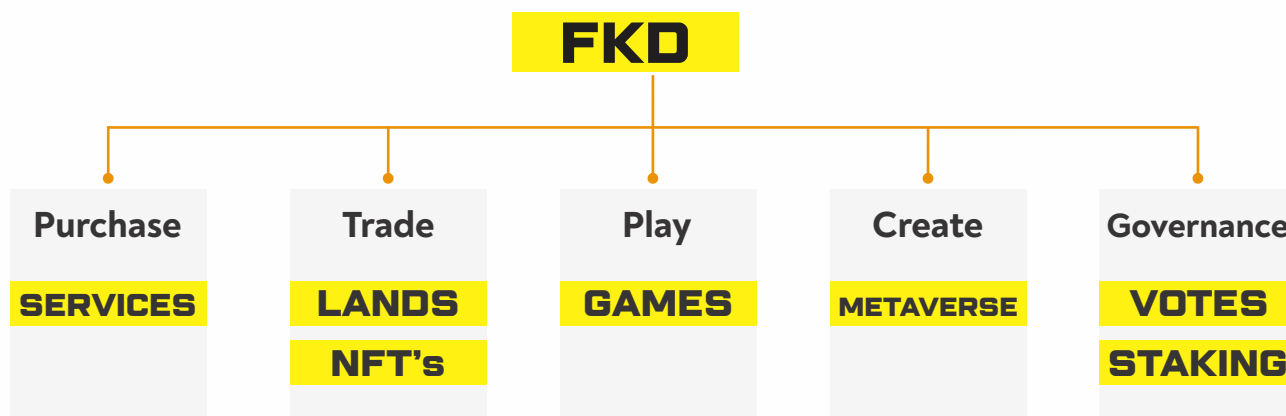 FKD
Purchase
SERVICES
Trade
LANDS
NFT's
Play
GAMES
Create
METAVERSE
Governance
VOTES
STAKING